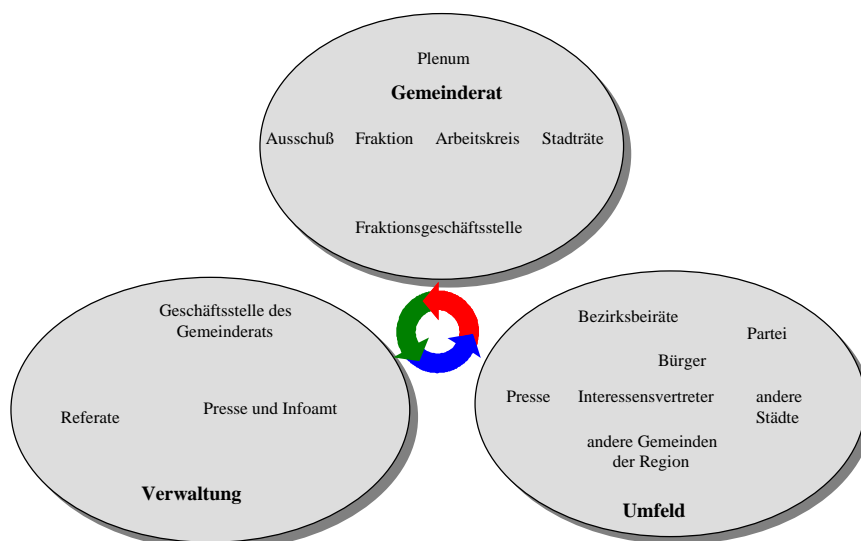 Plenum
Gemeinderat
Ausschuß Fraktion Arbeitskreis Stadträte
Fraktionsgeschäftsstelle
Geschäftsstelle des
Gemeinderats
Referate
Presse und Infoamt
Verwaltung
Bezirksbeiräte
Partei
Bürger
Presse
Interessensvertreter
andere
Städte
andere Gemeinden
der Region
Umfeld